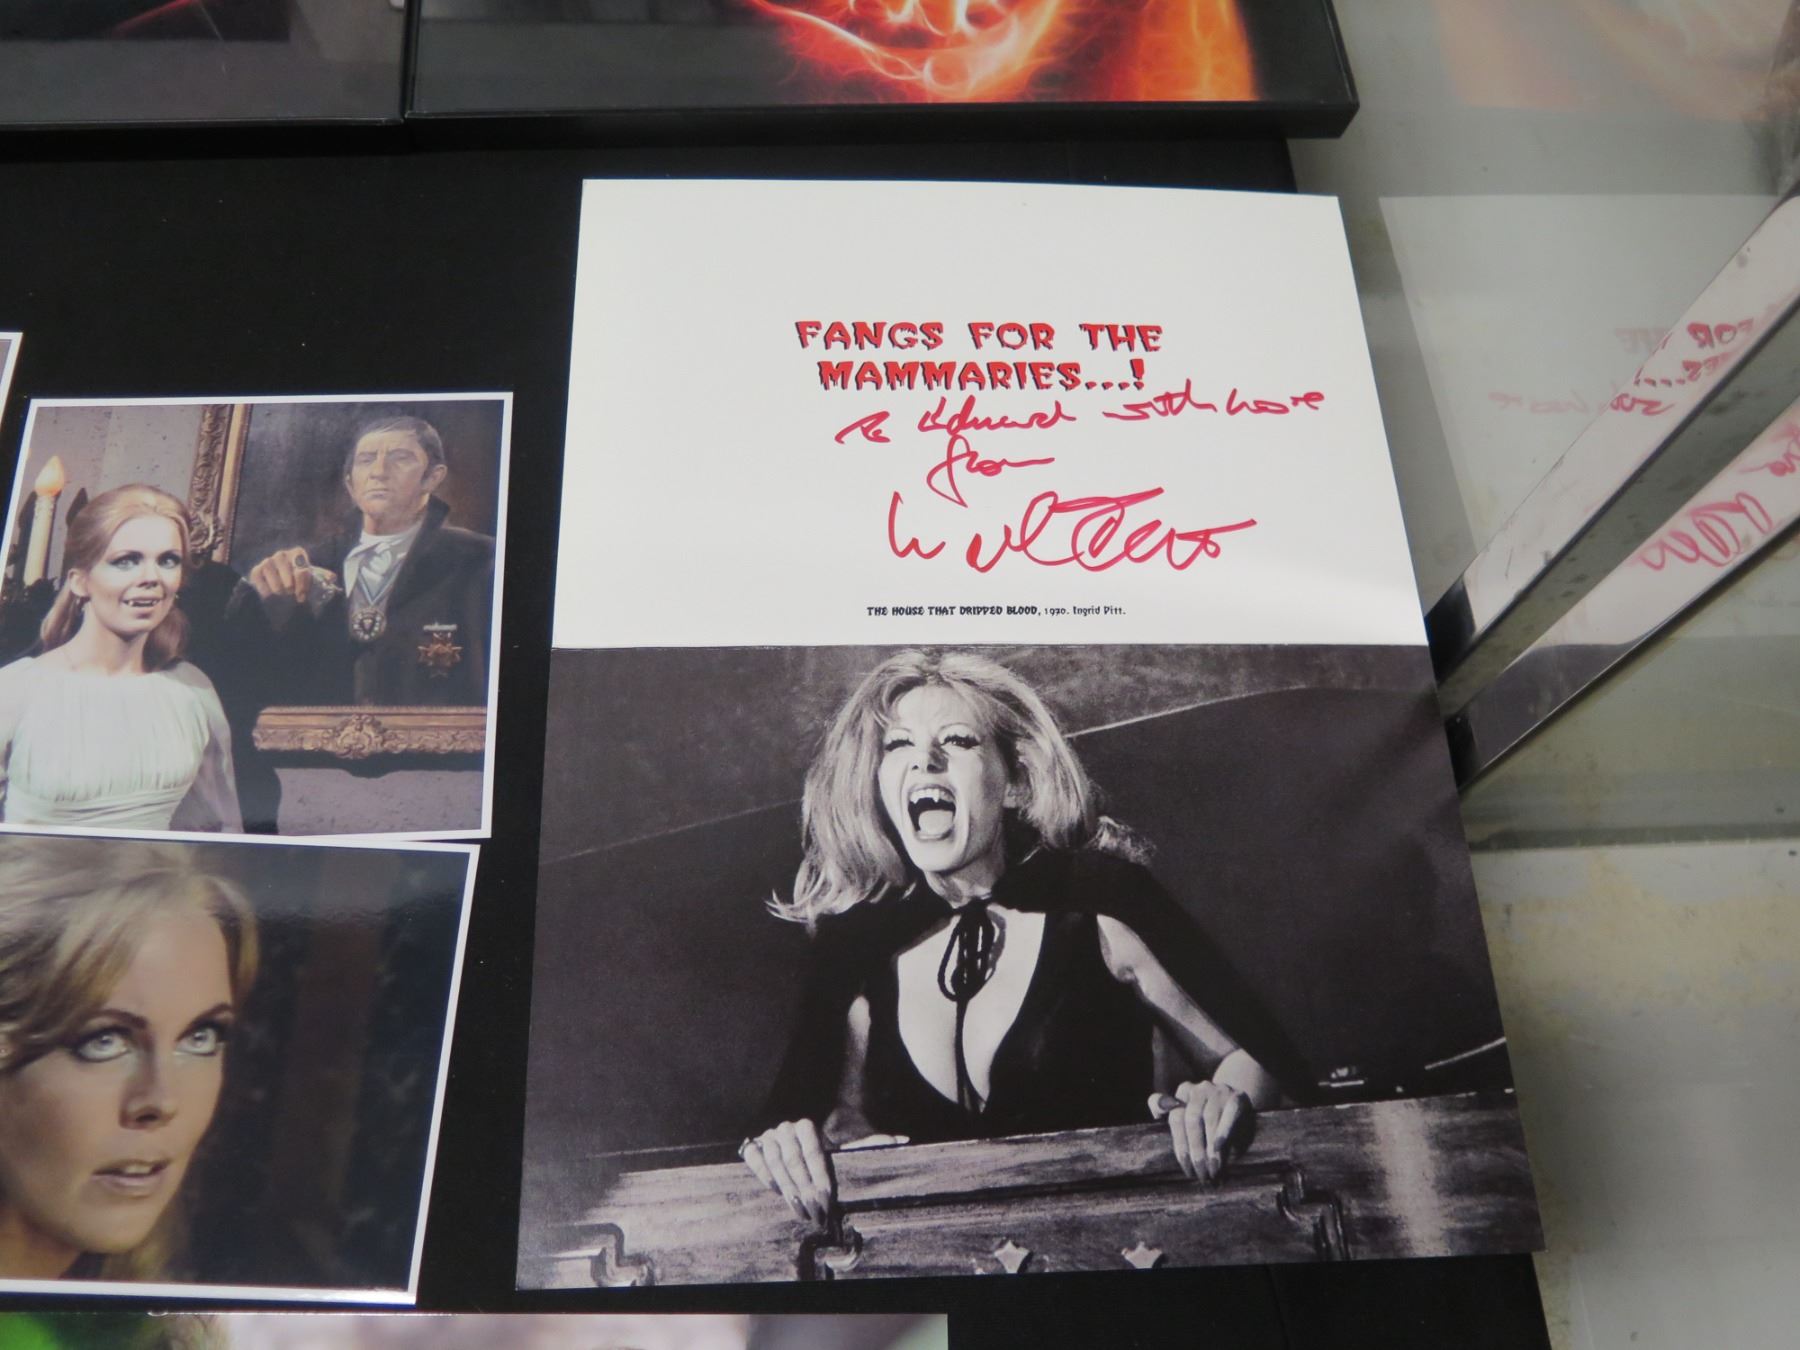 FANGS FOR THE
MAMMARIES...!
to Edward with love
from
THE HOUSE THAT DRIPPED BLOOD, 1970. Ingrid Pitt.